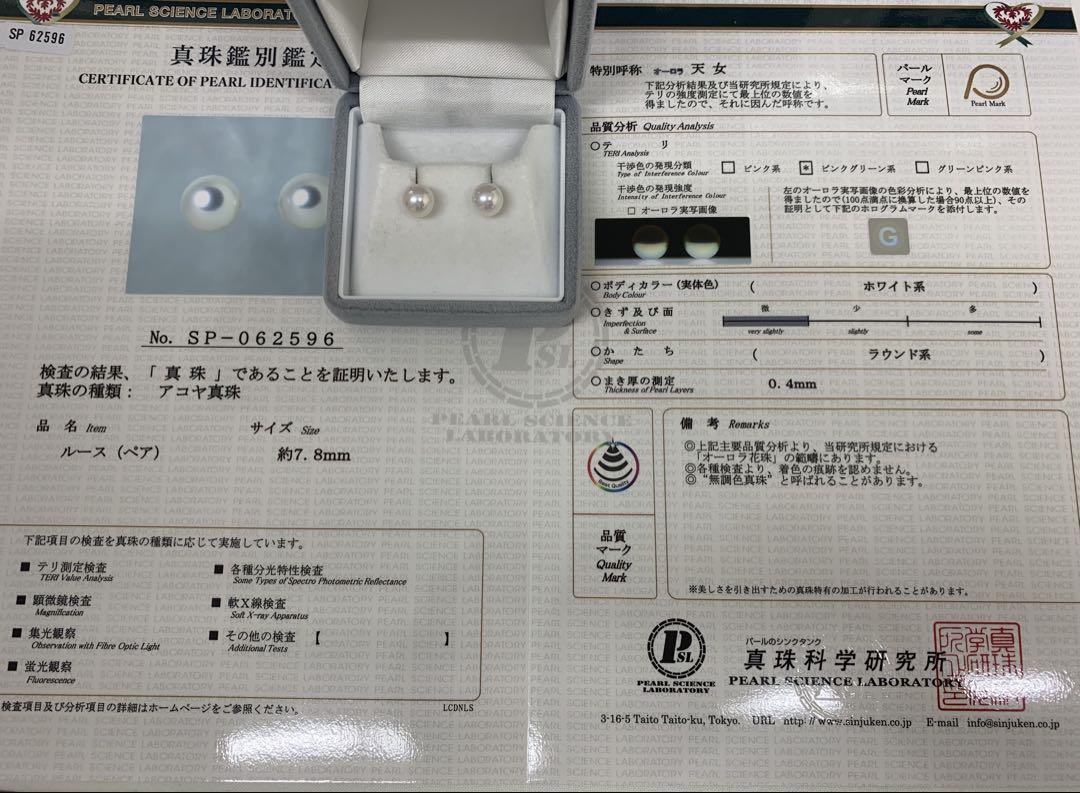 PEARL SCIENCE LABORATORY
SP 62596
真珠鑑別鑑定
CERTIFICATE OF PEARL IDENTIFICA
No. SP-062596
検査の結果、「 真 珠 」であることを証明いたします。
真珠の種類： アコヤ真珠
品 名 Item
サイズ Size
ルース（ペア）
約7.8mm
下記項目の検査を真珠の種類に応じて実施しています。
■ テリ測定検査
TERI Value Analysis
■ 顕微鏡検査
Magnification
■ 集光観察
Observation with Fibre Optic Light
■ 蛍光観察
Fluorescence
■ 各種分光特性検査
Some Types of Spectro Photometric Reflectance
■ 軟X線検査
Soft X-ray Apparatus
■ その他の検査 【 】
Additional Tests
検査項目及び分析項目の詳細はホームページをご参照ください。
LCDNLS
特別呼称 オーロラ 天 女
下記分析結果及び当研究所規定により、
テリの強度測定にて最上位の数値を
得ましたので、それに因んだ呼称です。
パール
マーク
Pearl
Mark
Pearl Mark
品質分析 Quality Analysis
○テ リ
TERI Analysis
干渉色の発現分類
Type of Interference Colour
□ ピンク系
* ピンクグリーン系
□ グリーンピンク系
干渉色の発現強度
Intensity of Interference Colour
□ オーロラ実写画像
左のオーロラ実写画像の色彩分析により、最上位の数値を
得ましたので(100点満点に換算した場合90点以上)、その
証明として下記のホログラムマークを添付します。
G
○ボディカラー(実体色)
Body Colour
( ホワイト系 )
○きず及び面
Imperfection
& Surface
微 少 多
very slightly slightly some
○か た ち
Shape
( ラウンド系 )
○まき厚の測定
Thickness of Pearl Layers
0.4mm
PSL
PEARL SCIENCE
LABORATORY
Best Quality
品質
マーク
Quality
Mark
備 考 Remarks
◎上記主要品質分析より、当研究所規定における
「オーロラ花珠」の範疇にあります。
◎各種検査より、着色の痕跡を認めません。
◎“無調色真珠”と呼ばれることがあります。
※美しさを引き出すための真珠特有の加工が行われることがあります。
PSL
PEARL SCIENCE
LABORATORY
パールのシンクタンク
真珠科学研究所
PEARL SCIENCE LABORATORY
3-16-5 Taito Taito-ku, Tokyo. URL http://www.sinjuken.co.jp E-mail info@sinjuken.co.jp